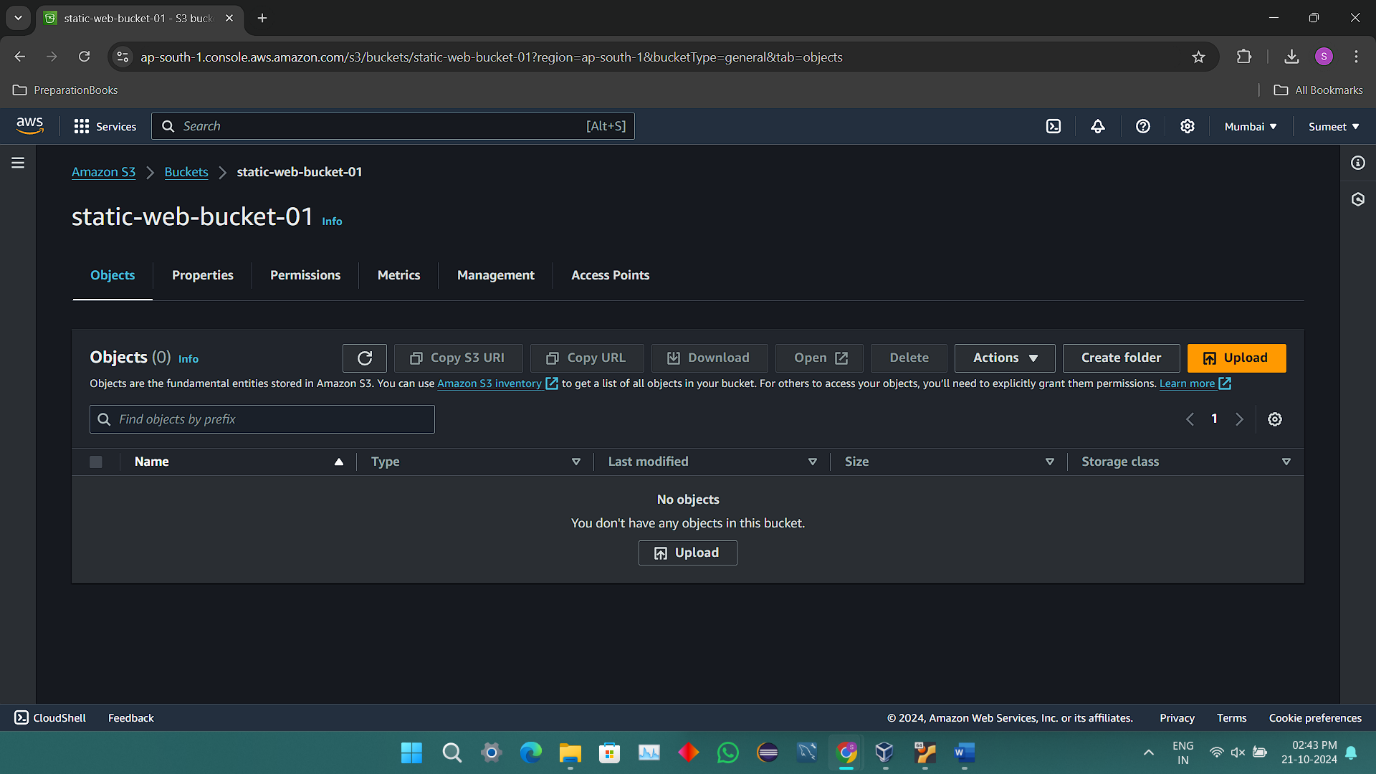 static-web-bucket-01 - S3 buck
ap-south-1.console.aws.amazon.com/s3/buckets/static-web-bucket-01?region=ap-south-1&bucketType=general&tab=objects
S
PreparationBooks
All Bookmarks
aws
Services
Search
[Alt+S]
Mumbai
Sumeet
Amazon S3
Buckets
static-web-bucket-01
static-web-bucket-01 Info
Objects
Properties
Permissions
Metrics
Management
Access Points
Objects (0) Info
Copy S3 URI
Copy URL
Download
Open
Delete
Actions
Create folder
Upload
Objects are the fundamental entities stored in Amazon S3. You can use Amazon S3 inventory to get a list of all objects in your bucket. For others to access your objects, you'll need to explicitly grant them permissions. Learn more
Find objects by prefix
1
Name
Type
Last modified
Size
Storage class
No objects
You don't have any objects in this bucket.
Upload
CloudShell
Feedback
© 2024, Amazon Web Services, Inc. or its affiliates.
Privacy
Terms
Cookie preferences
ENG
IN
02:43 PM
21-10-2024